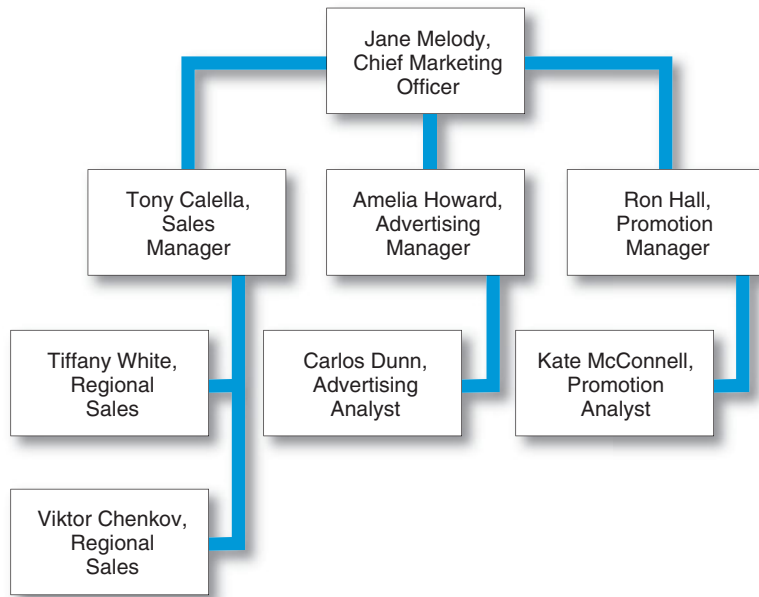 Jane Melody,
Chief Marketing
Officer
Tony Calella,
Sales
Manager
Amelia Howard,
Advertising
Manager
Ron Hall,
Promotion
Manager
Tiffany White,
Regional
Sales
Carlos Dunn,
Advertising
Analyst
Kate McConnell,
Promotion
Analyst
Viktor Chenkov,
Regional
Sales